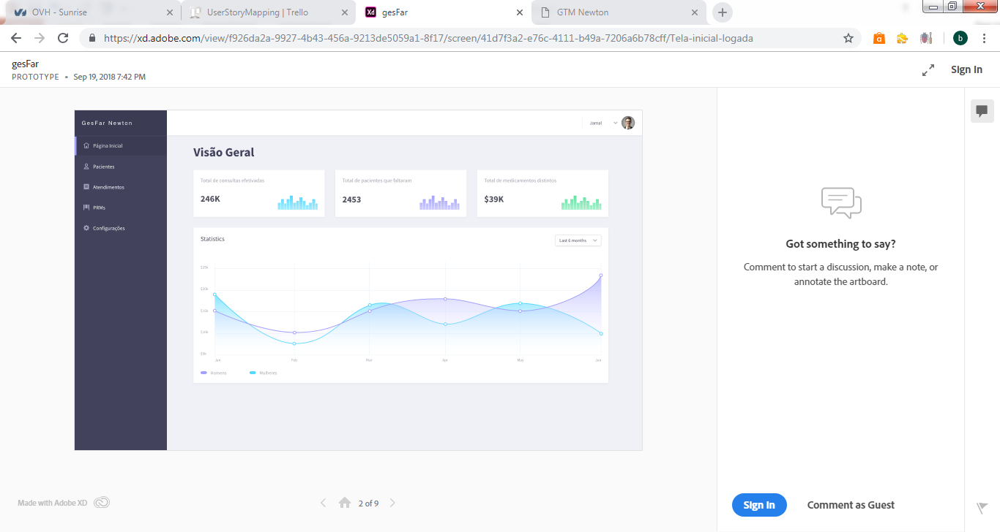 OVH - Sunrise
UserStoryMapping | Trello
gesFar
GTM Newton
https://xd.adobe.com/view/f926da2a-9927-4b43-456a-9213de5059a1-8f17/screen/41d7f3a2-e76c-4111-b49a-7206a6b78cff/Tela-inicial-logada
b
gesFar
PROTOTYPE • Sep 19, 2018 7:42 PM
Sign In
GesFar Newton
Jamal
Página Inicial
Pacientes
Atendimentos
PRMs
Configurações
Visão Geral
Total de consultas efetivadas
246K
Total de pacientes que faltaram
2453
Total de medicamentos distintos
$39K
Statistics
Last 6 months
Jan
Feb
Mar
Apr
May
Jun
Homens
Mulheres
Got something to say?
Comment to start a discussion, make a note, or
annotate the artboard.
Made with Adobe XD
2 of 9
Sign In
Comment as Guest